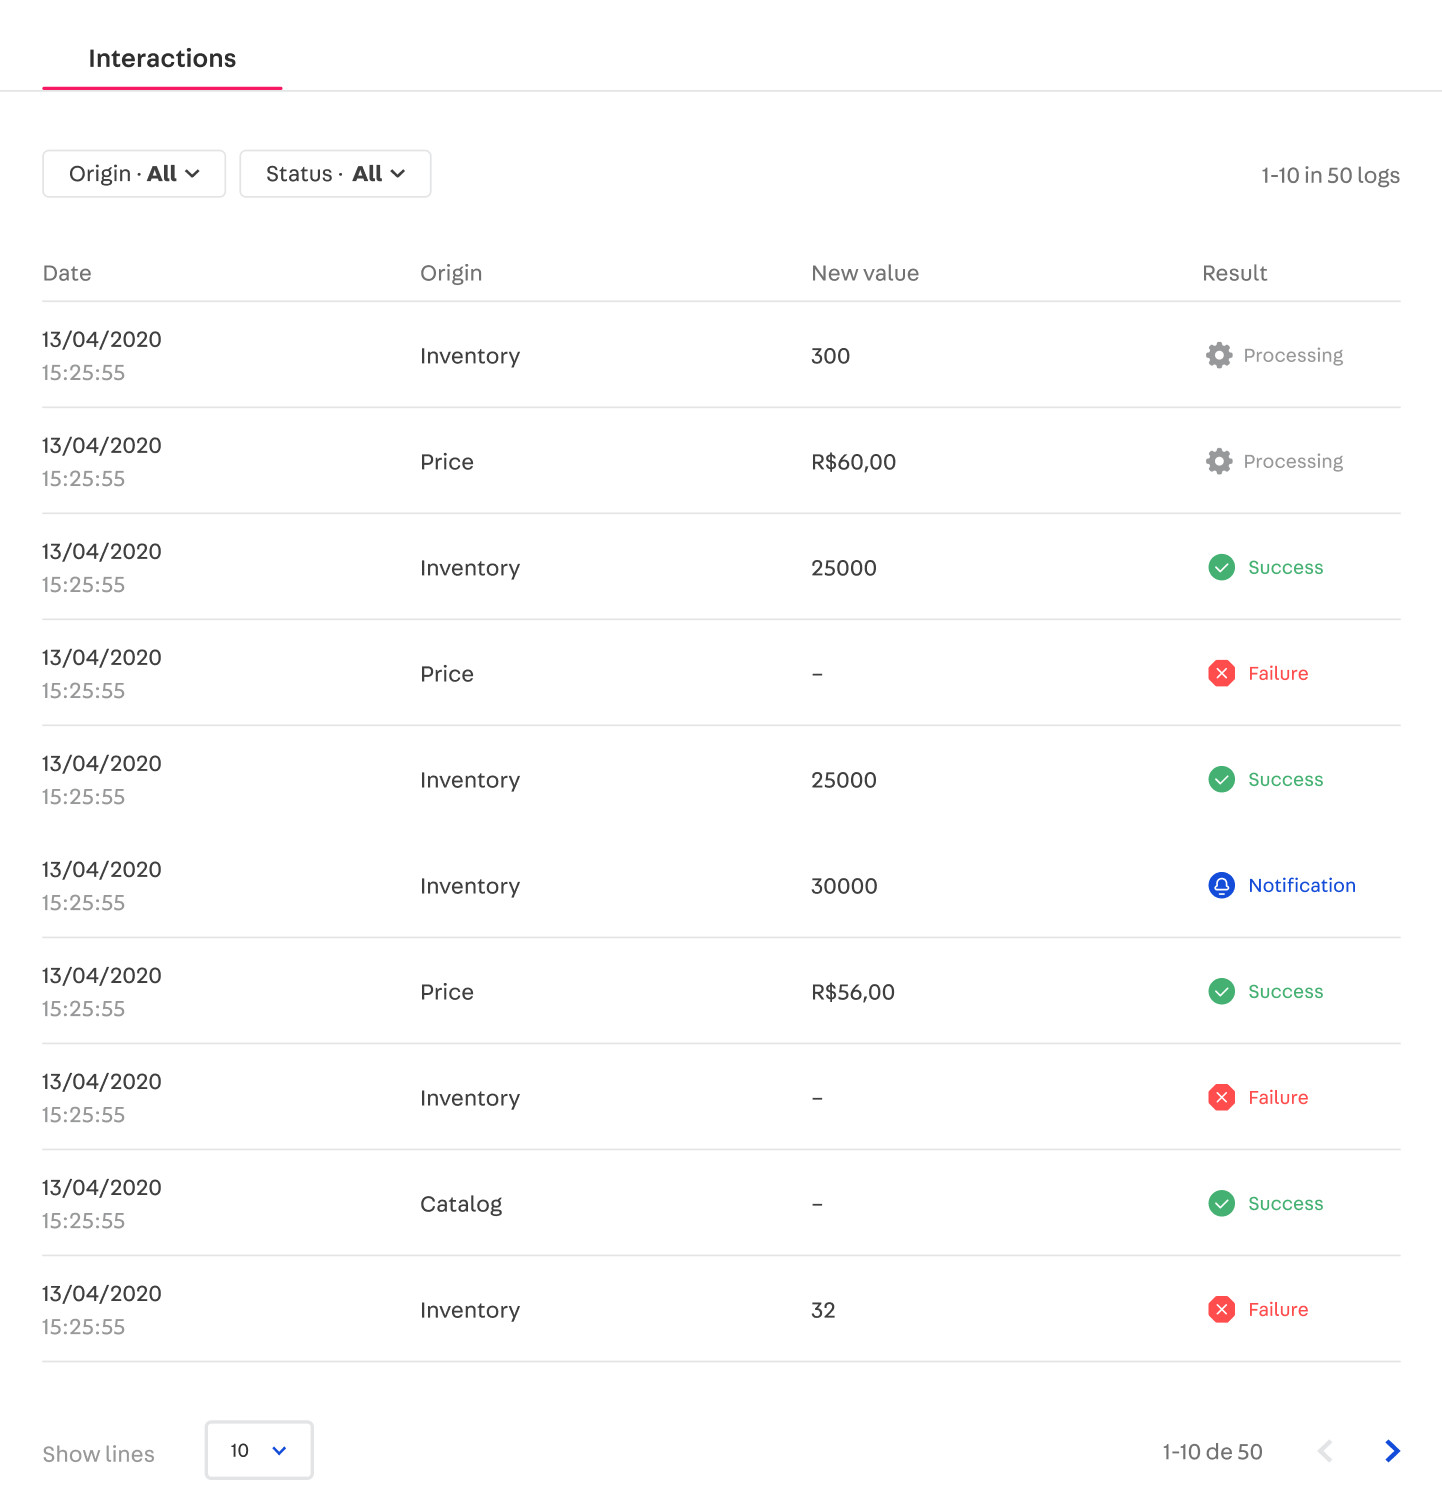 Interactions
Origin · All
Status · All
1-10 in 50 logs
Date Origin New value Result
13/04/2020
15:25:55
Inventory 300 Processing
13/04/2020
15:25:55
Price R$60,00 Processing
13/04/2020
15:25:55
Inventory 25000 Success
13/04/2020
15:25:55
Price – Failure
13/04/2020
15:25:55
Inventory 25000 Success
13/04/2020
15:25:55
Inventory 30000 Notification
13/04/2020
15:25:55
Price R$56,00 Success
13/04/2020
15:25:55
Inventory – Failure
13/04/2020
15:25:55
Catalog – Success
13/04/2020
15:25:55
Inventory 32 Failure
Show lines 10 1-10 de 50